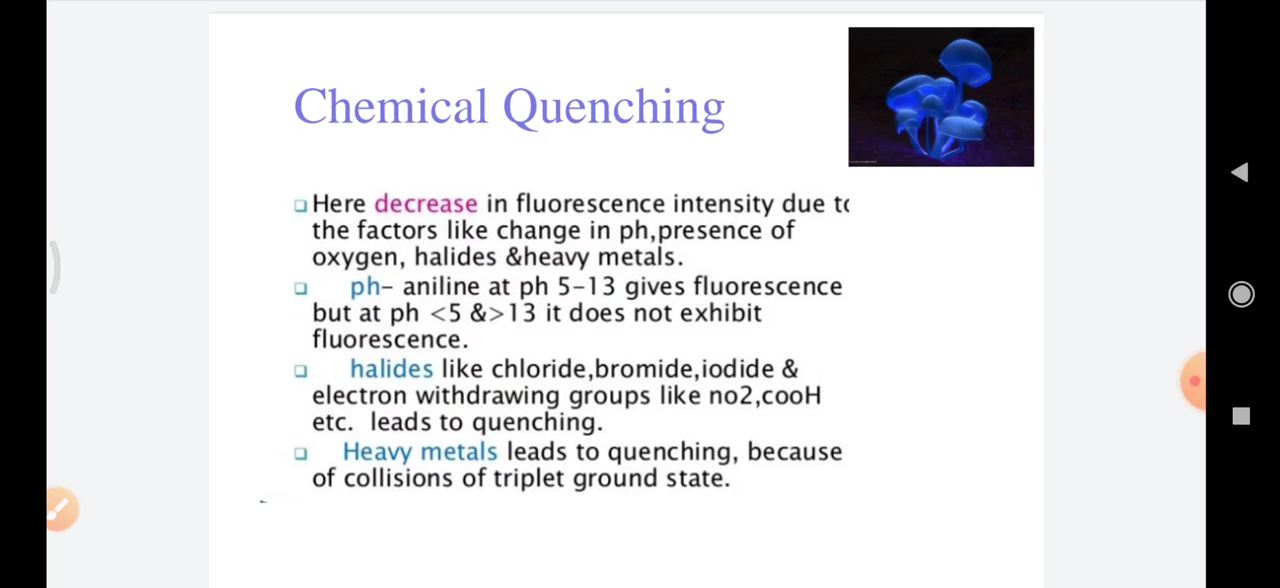 Chemical Quenching
Here decrease in fluorescence intensity due to
the factors like change in ph,presence of
oxygen, halides &heavy metals.
ph- aniline at ph 5-13 gives fluorescence
but at ph <5 &>13 it does not exhibit
fluorescence.
halides like chloride,bromide,iodide &
electron withdrawing groups like no2,cooH
etc. leads to quenching.
Heavy metals leads to quenching, because
of collisions of triplet ground state.